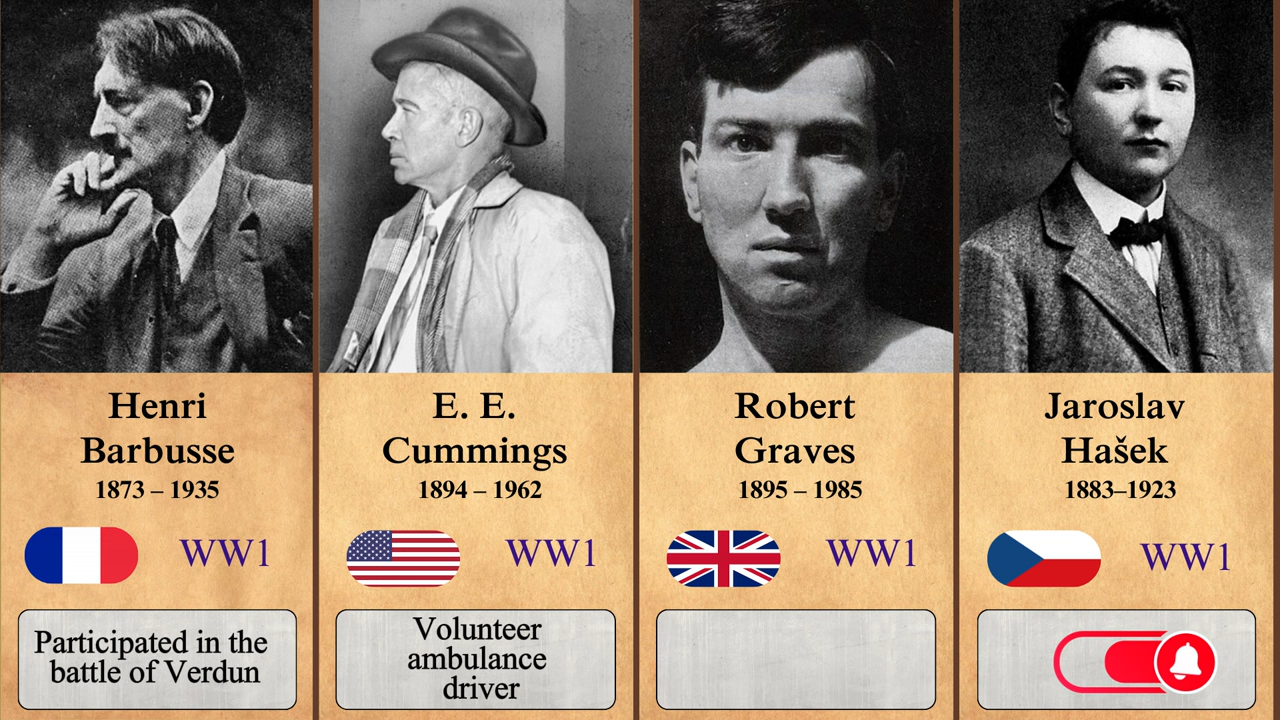 Henri
Barbusse
1873 – 1935
WW1
Participated in the
battle of Verdun
E. E.
Cummings
1894 – 1962
WW1
Volunteer
ambulance
driver
Robert
Graves
1895 – 1985
WW1
Jaroslav
Hašek
1883–1923
WW1